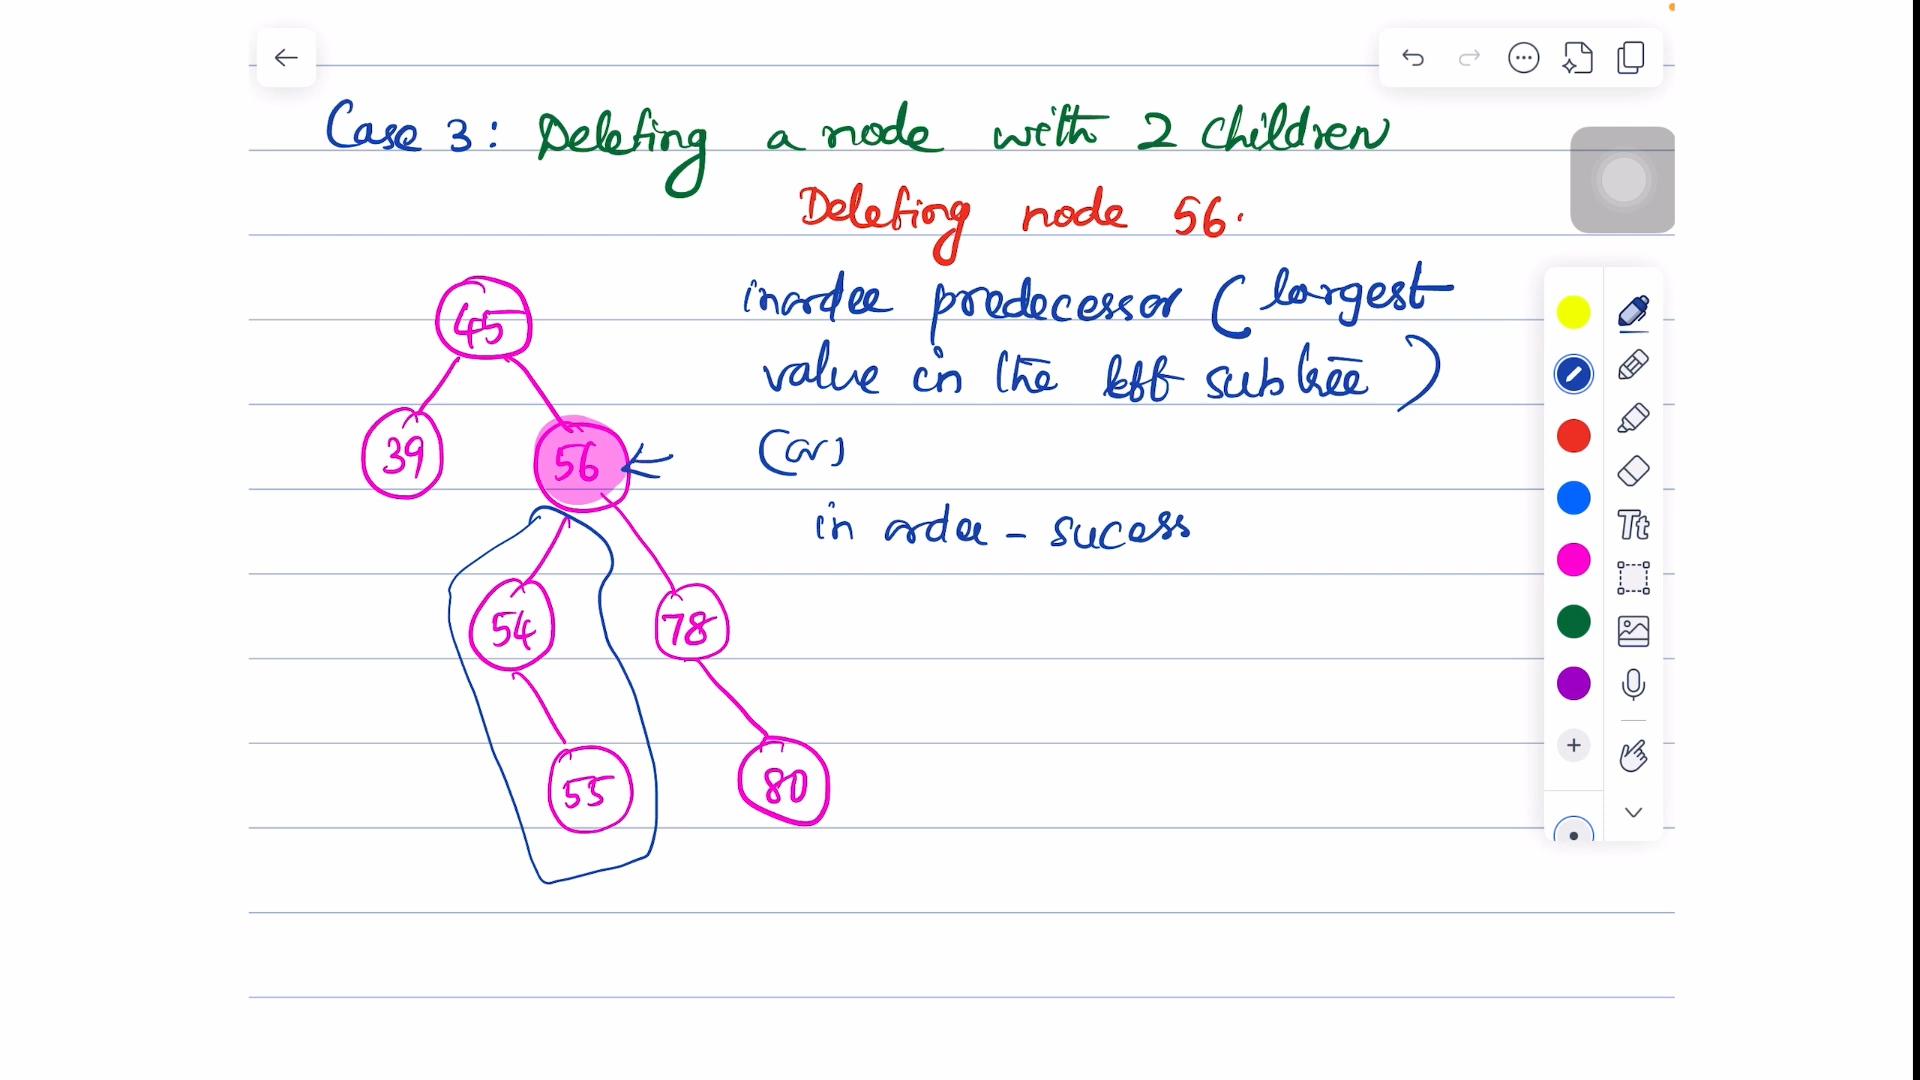 Case 3: Deleting a node with 2 children
Deleting node 56.
inorder predecessor (largest
value in the left subtree)
(or)
in order - sucess
45
39
56
54
78
55
80
Tt